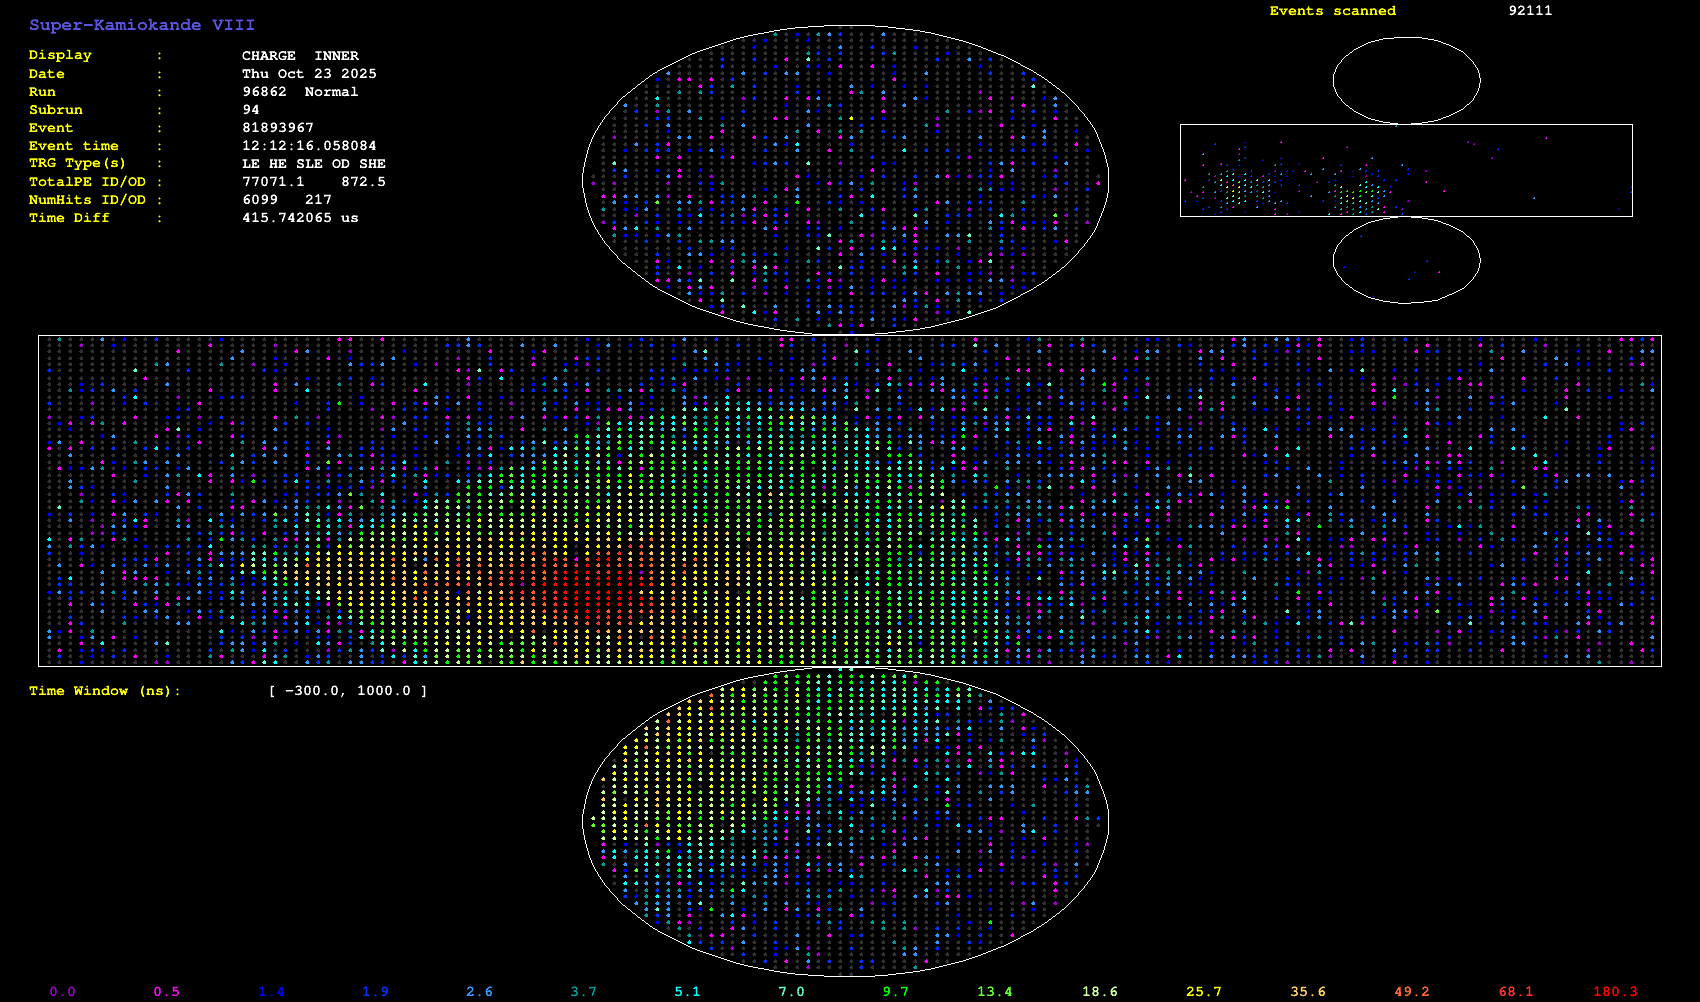 Super-Kamiokande VIII
Events scanned 92111
Display : CHARGE INNER
Date : Thu Oct 23 2025
Run : 96862 Normal
Subrun : 94
Event : 81893967
Event time : 12:12:16.058084
TRG Type(s) : LE HE SLE OD SHE
TotalPE ID/OD : 77071.1 872.5
NumHits ID/OD : 6099 217
Time Diff : 415.742065 us
Time Window (ns): [ -300.0, 1000.0 ]
0.0 0.5 1.4 1.9 2.6 3.7 5.1 7.0 9.7 13.4 18.6 25.7 35.6 49.2 68.1 180.3